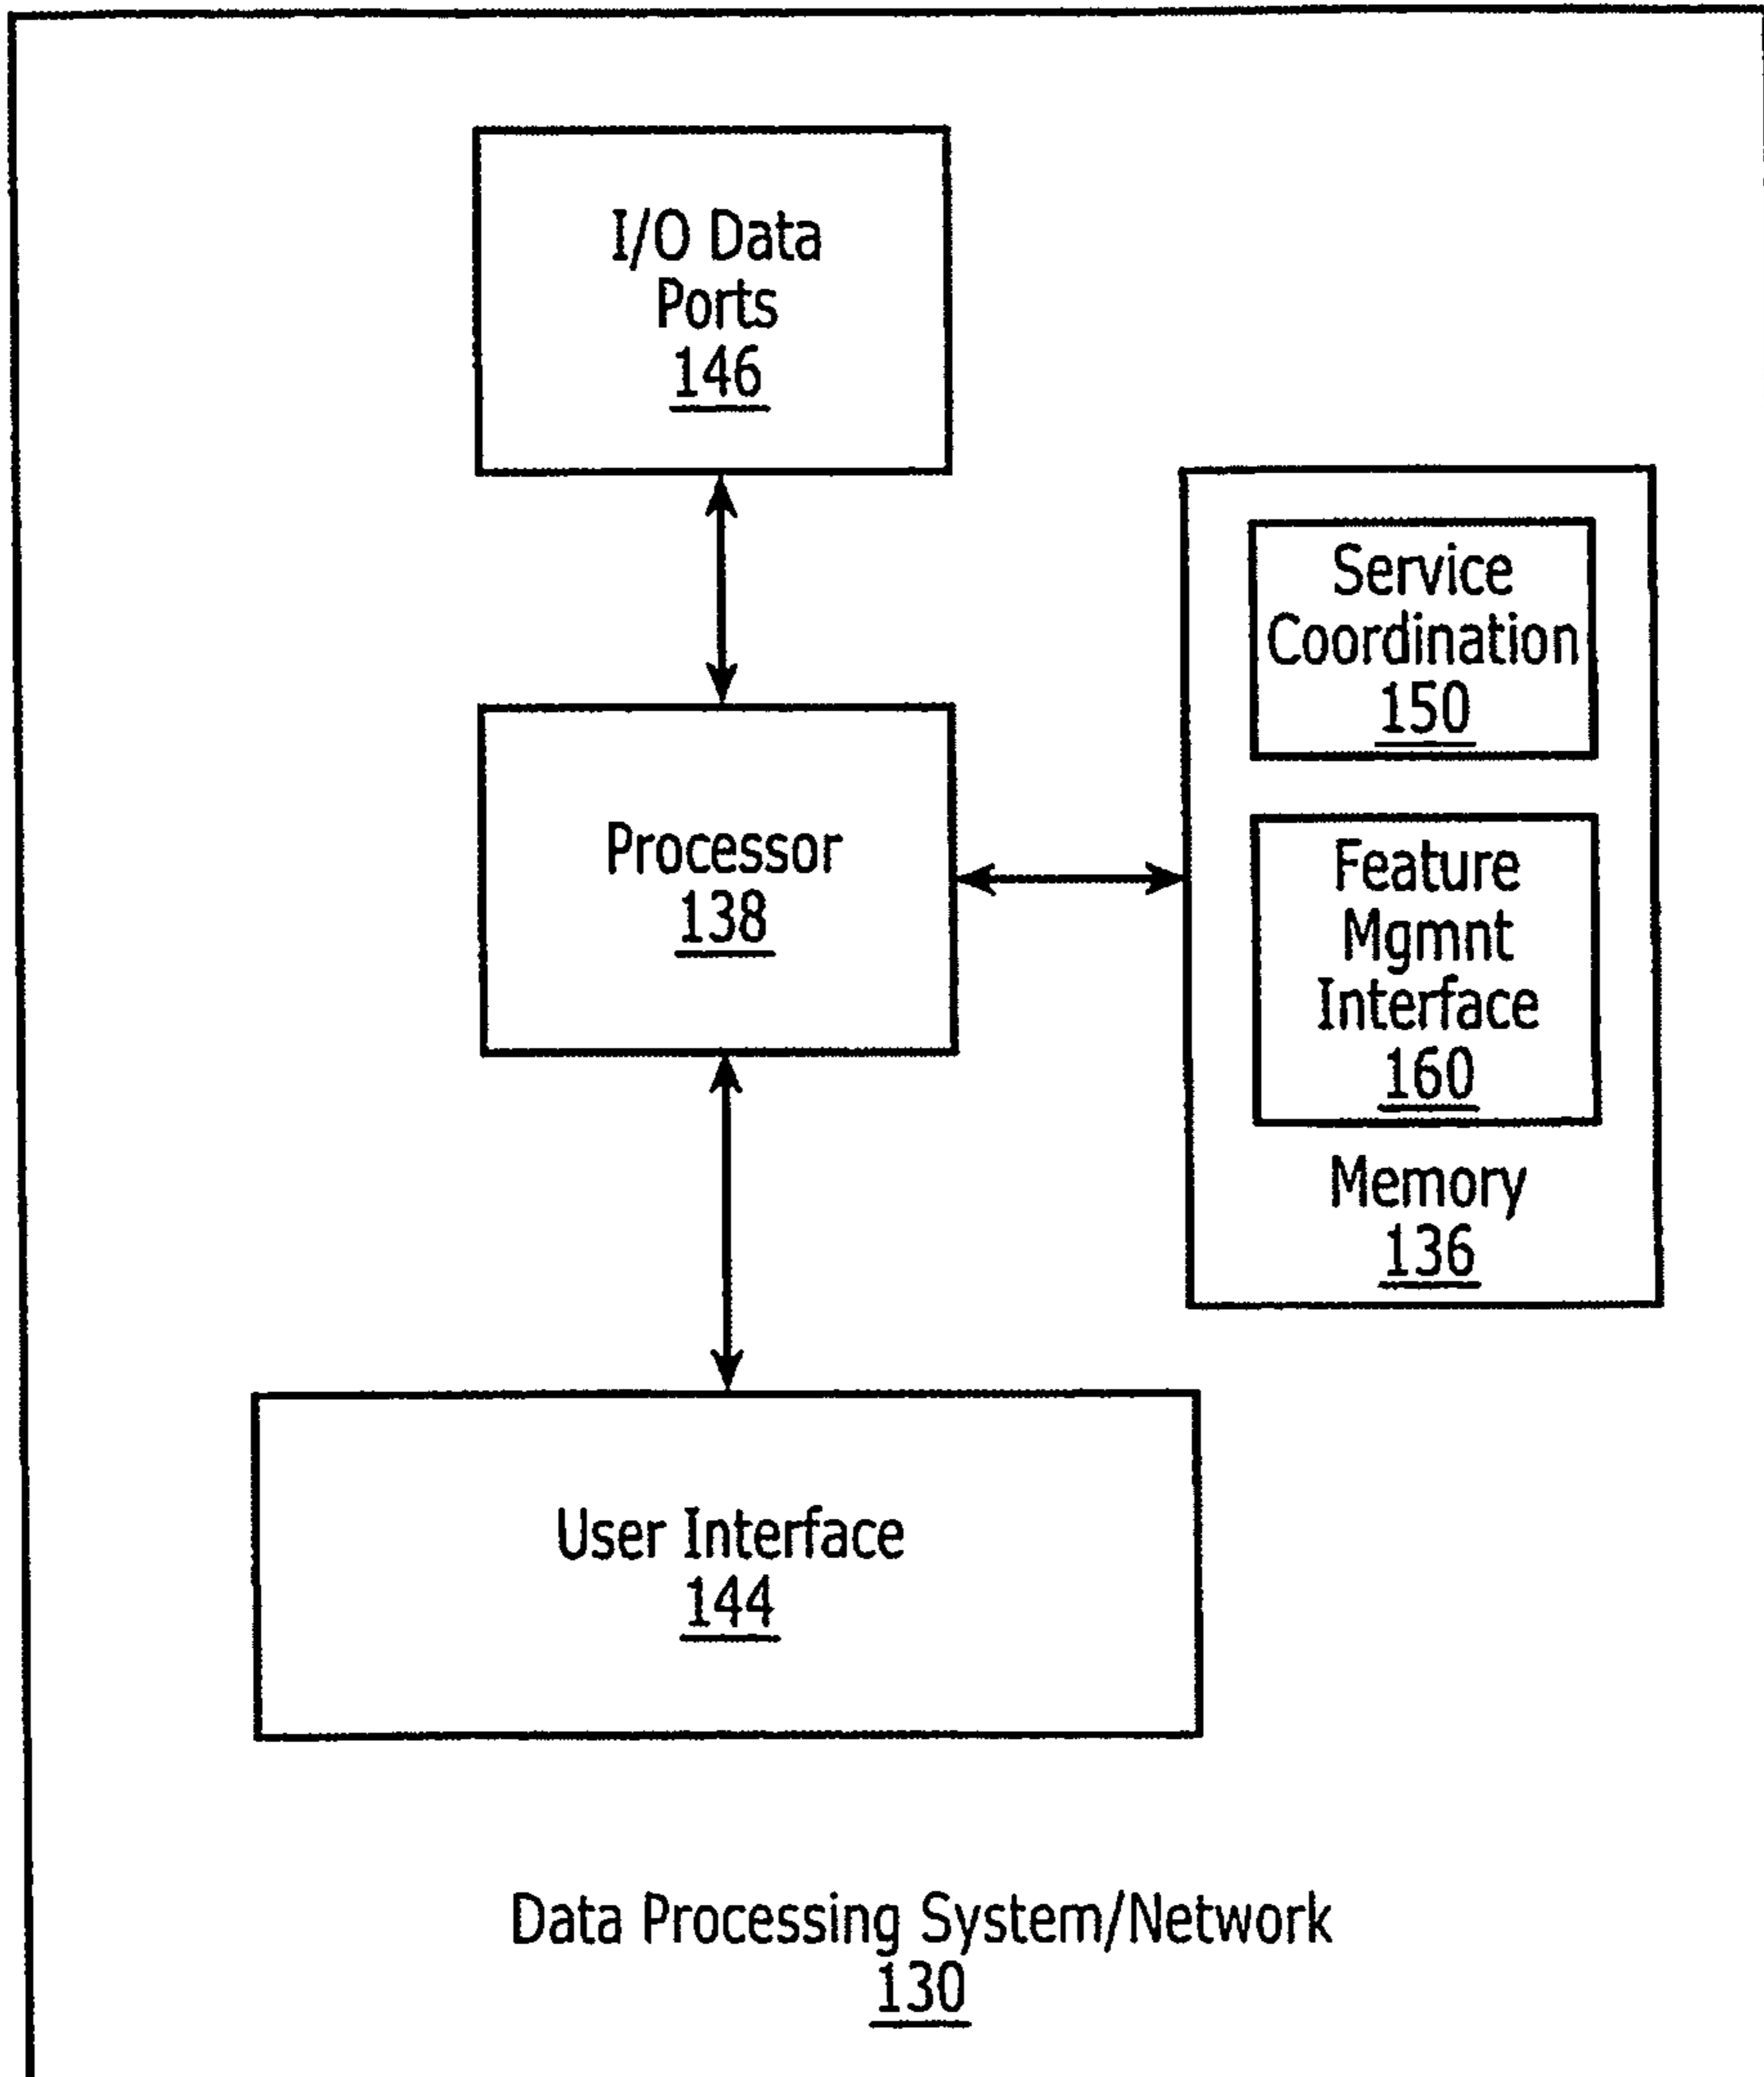 I/O Data
Ports
146
Service
Coordination
150
Processor
138
Feature
Mgmnt
Interface
160
Memory
136
User Interface
144
Data Processing System/Network
130